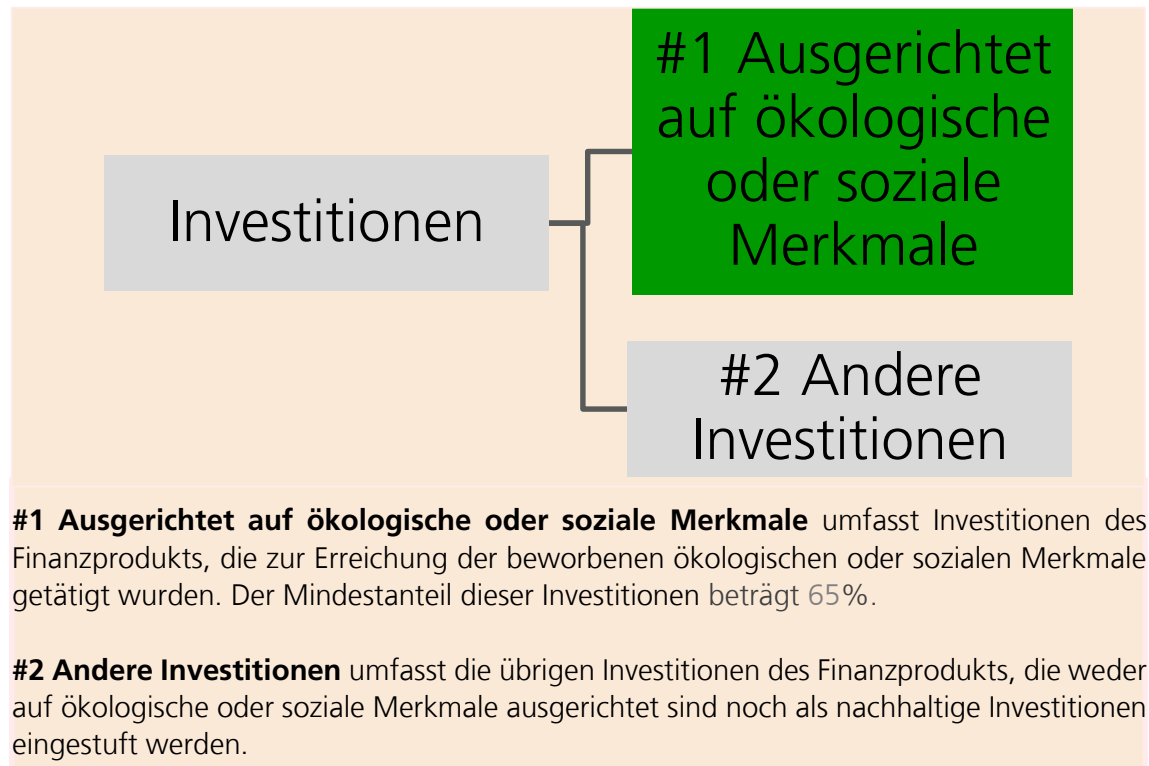 #1 Ausgerichtet
auf ökologische
oder soziale
Merkmale
Investitionen
#2 Andere
Investitionen
#1 Ausgerichtet auf ökologische oder soziale Merkmale umfasst Investitionen des
Finanzprodukts, die zur Erreichung der beworbenen ökologischen oder sozialen Merkmale
getätigt wurden. Der Mindestanteil dieser Investitionen beträgt 65%.
#2 Andere Investitionen umfasst die übrigen Investitionen des Finanzprodukts, die weder
auf ökologische oder soziale Merkmale ausgerichtet sind noch als nachhaltige Investitionen
eingestuft werden.